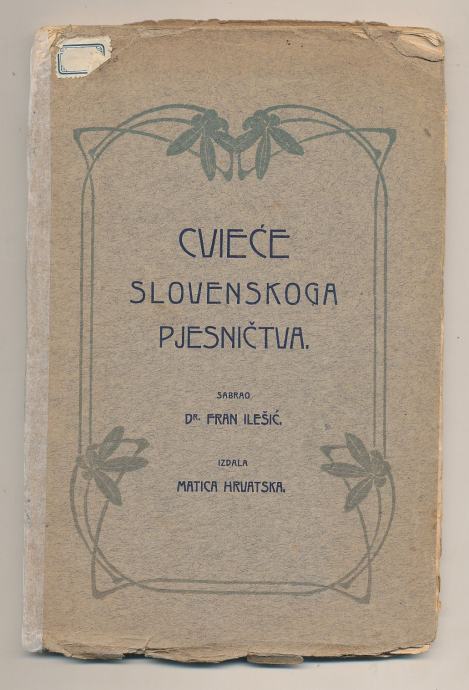 CVIEĆE
SLOVENSKOGA
PJESNIČTVA.
SABRAO
DR. FRAN ILEŠIĆ.
IZDALA
MATICA HRVATSKA.